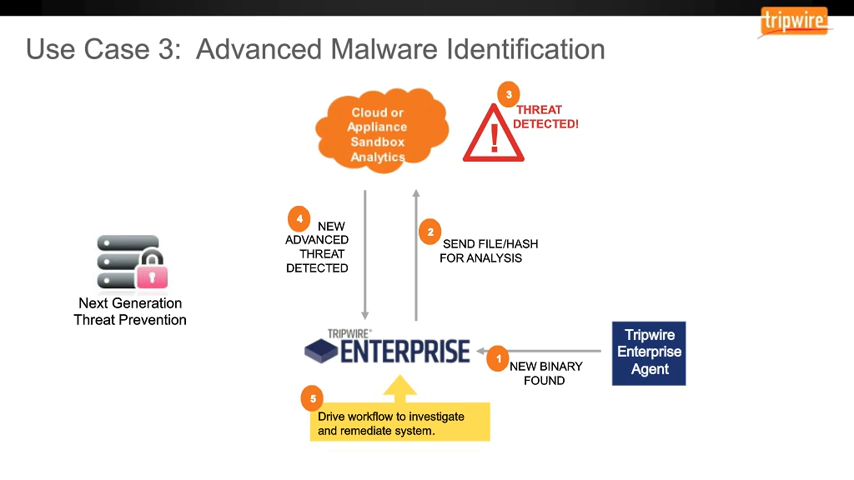 tripwire
Use Case 3:  Advanced Malware Identification
Cloud or
Appliance
Sandbox
Analytics
3
THREAT
DETECTED!
!
4
NEW
ADVANCED
THREAT
DETECTED
2
SEND FILE/HASH
FOR ANALYSIS
Next Generation
Threat Prevention
TRIPWIRE®
ENTERPRISE
1
NEW BINARY
FOUND
Tripwire
Enterprise
Agent
5
Drive workflow to investigate
and remediate system.